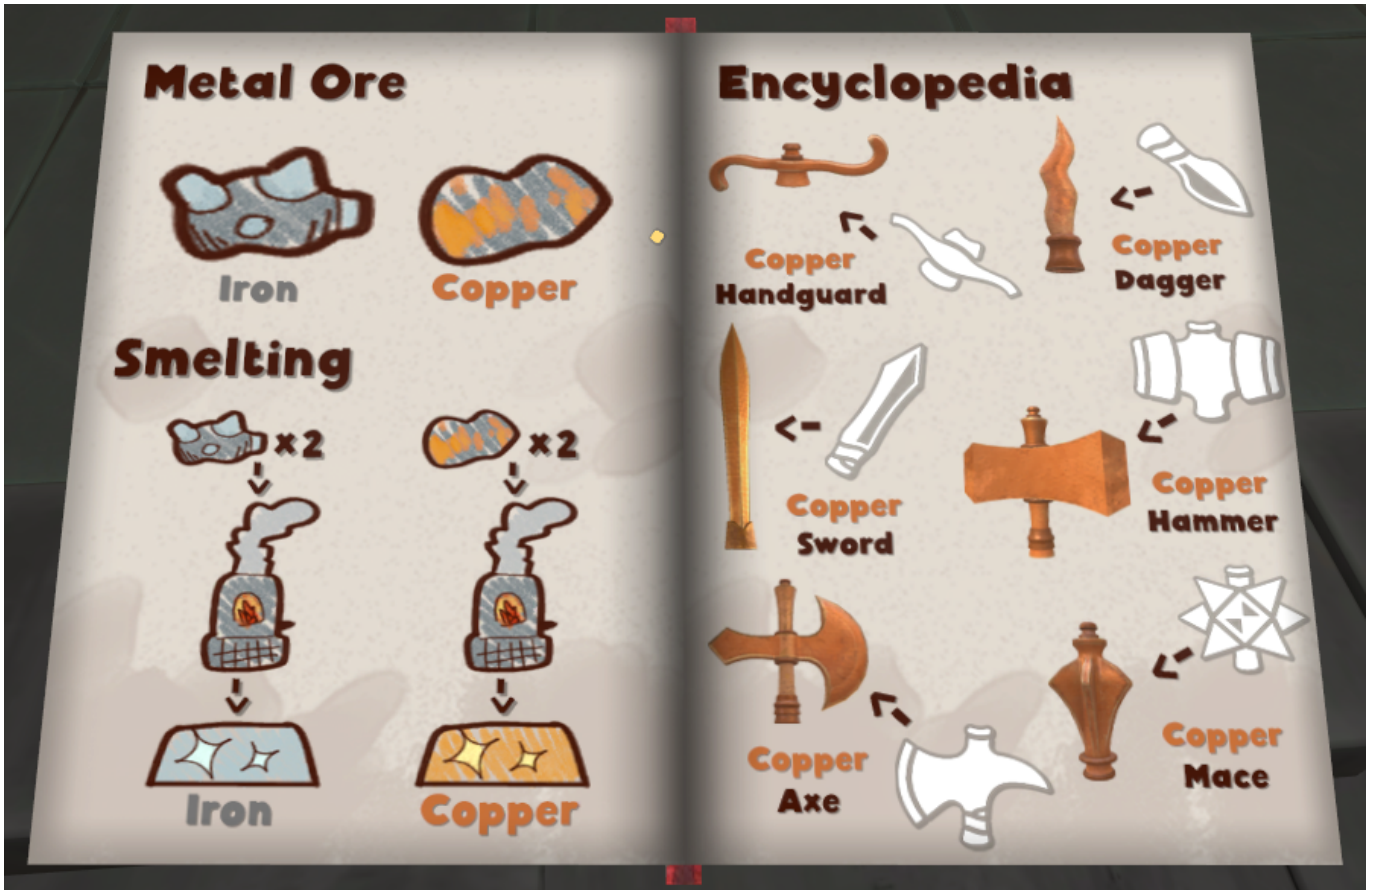 Metal Ore
Iron
Copper
Smelting
×2
×2
Iron
Copper
Encyclopedia
Copper
Handguard
Copper
Dagger
Copper
Sword
Copper
Hammer
Copper
Axe
Copper
Mace